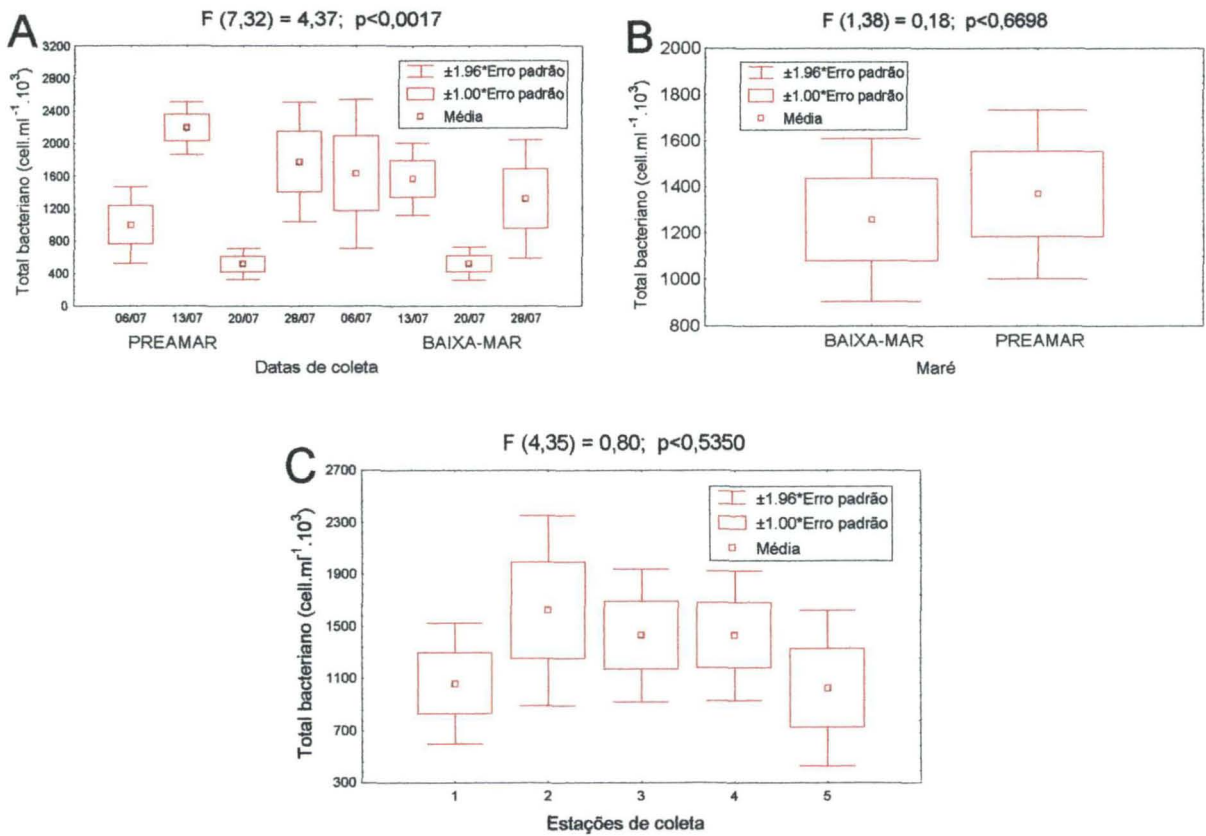 A
F (7,32) = 4,37; p<0,0017
Total bacteriano (cell.ml⁻¹.10³)
3200
2800
2400
2000
1600
1200
800
400
0
±1.96*Erro padrão
±1.00*Erro padrão
Média
06/07 13/07 20/07 29/07 06/07 13/07 20/07 29/07
PREAMAR BAIXA-MAR
Datas de coleta
B
F (1,38) = 0,18; p<0,6698
Total bacteriano (cell.ml⁻¹.10³)
2000
1800
1600
1400
1200
1000
800
±1.96*Erro padrão
±1.00*Erro padrão
Média
BAIXA-MAR PREAMAR
Maré
C
F (4,35) = 0,80; p<0,5350
Total bacteriano (cell.ml⁻¹.10³)
2700
2300
1900
1500
1100
700
300
±1.96*Erro padrão
±1.00*Erro padrão
Média
1 2 3 4 5
Estações de coleta